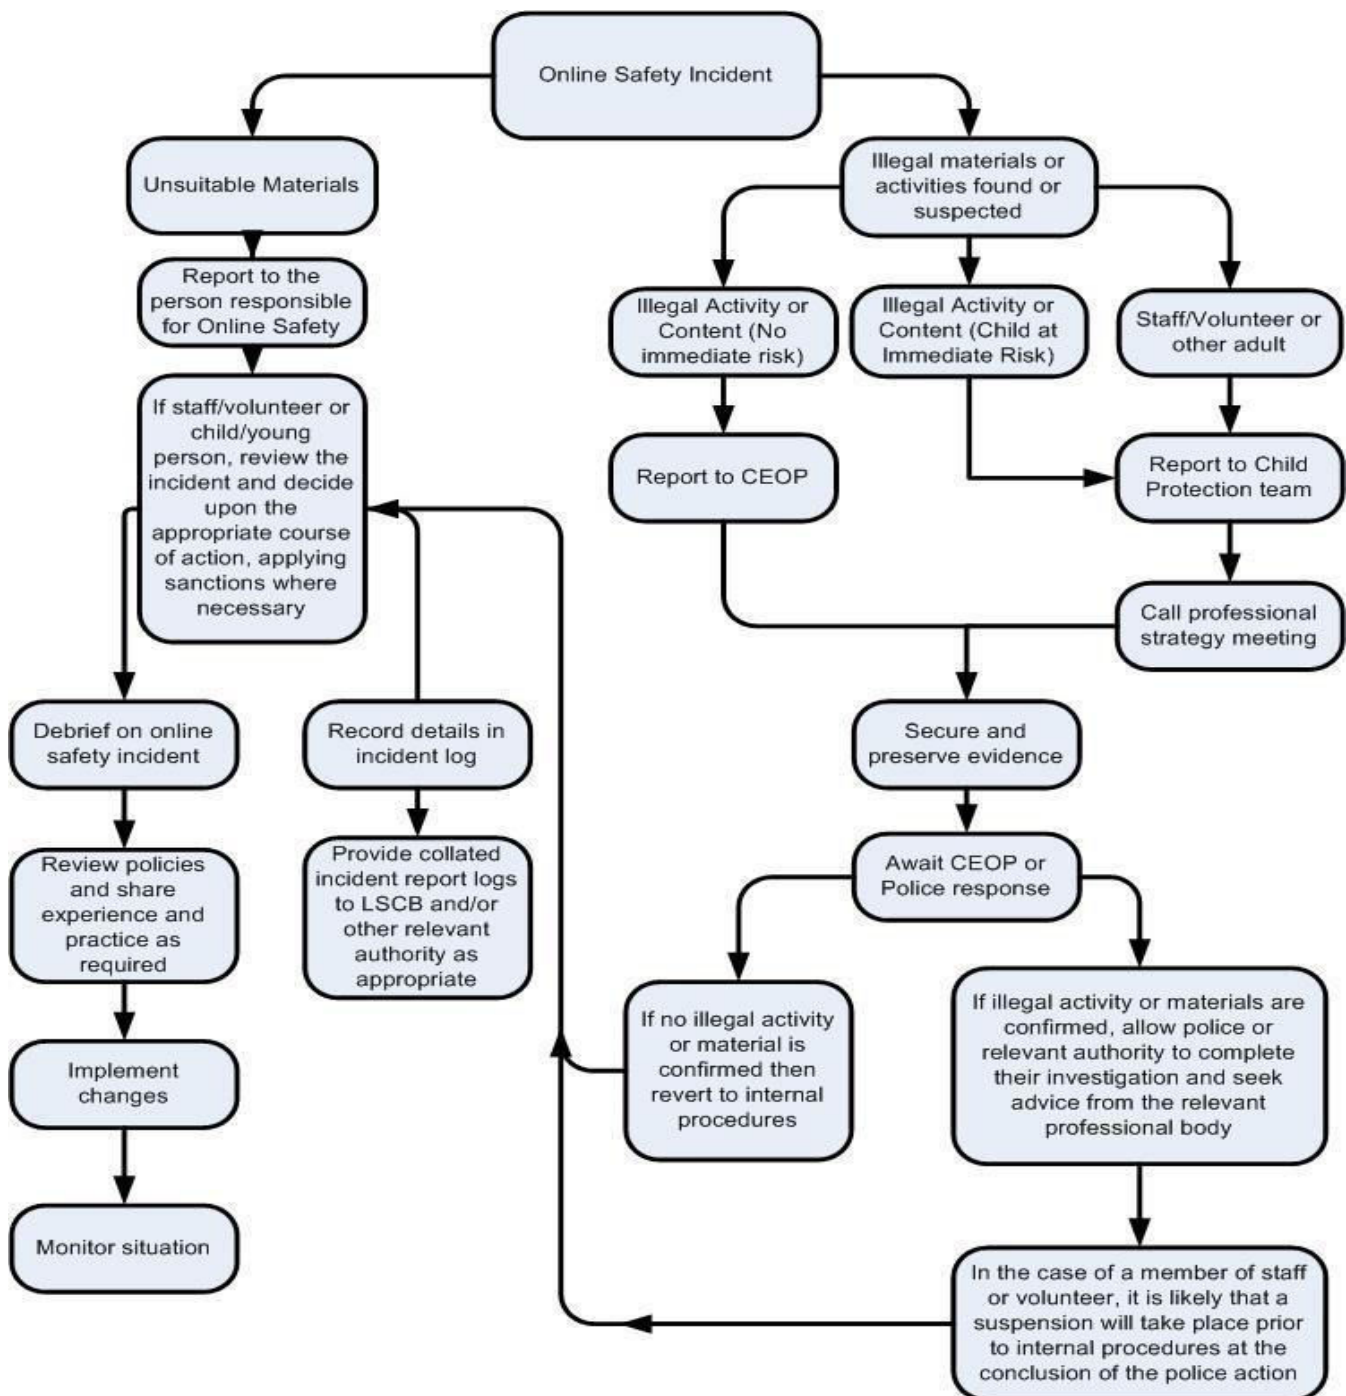 Online Safety Incident
Unsuitable Materials
Illegal materials or
activities found or
suspected
Report to the
person responsible
for Online Safety
Illegal Activity or
Content (No
immediate risk)
Illegal Activity or
Content (Child at
Immediate Risk)
Staff/Volunteer or
other adult
If staff/volunteer or
child/young
person, review the
incident and decide
upon the
appropriate course
of action, applying
sanctions where
necessary
Report to CEOP
Report to Child
Protection team
Call professional
strategy meeting
Debrief on online
safety incident
Record details in
incident log
Secure and
preserve evidence
Review policies
and share
experience and
practice as
required
Provide collated
incident report logs
to LSCB and/or
other relevant
authority as
appropriate
Await CEOP or
Police response
If no illegal activity
or material is
confirmed then
revert to internal
procedures
If illegal activity or materials are
confirmed, allow police or
relevant authority to complete
their investigation and seek
advice from the relevant
professional body
Implement
changes
Monitor situation
In the case of a member of staff
or volunteer, it is likely that a
suspension will take place prior
to internal procedures at the
conclusion of the police action